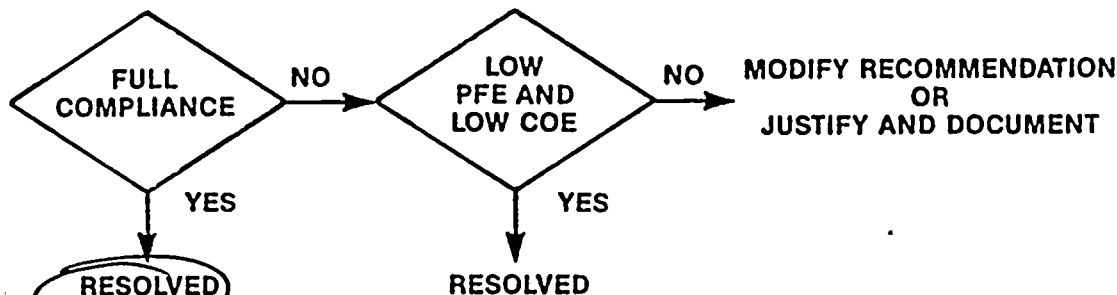 FULL
COMPLIANCE
NO
LOW
PFE AND
LOW COE
NO
MODIFY RECOMMENDATION
OR
JUSTIFY AND DOCUMENT
YES
YES
RESOLVED
RESOLVED